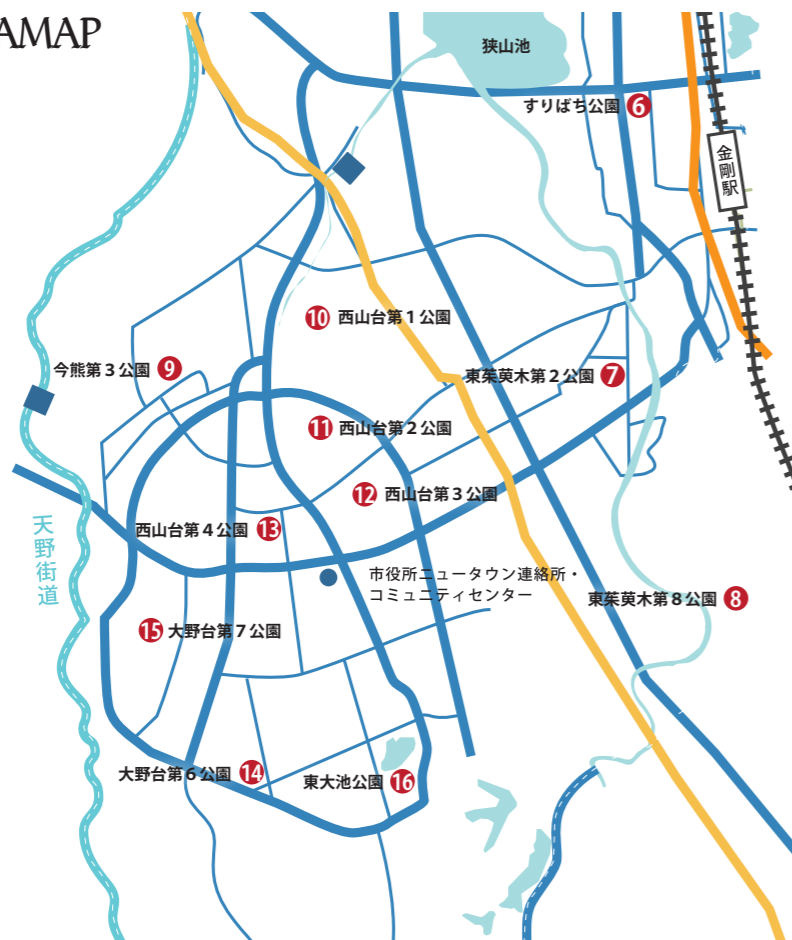 AMAP
狭山池
すりばち公園 6
金剛駅
10 西山台第1公園
今熊第3公園 9
東茱萸木第2公園 7
11 西山台第2公園
12 西山台第3公園
西山台第4公園 13
天野街道
市役所ニュータウン連絡所・
コミュニティセンター
東茱萸木第8公園 8
15 大野台第7公園
大野台第6公園 14
東大池公園 16